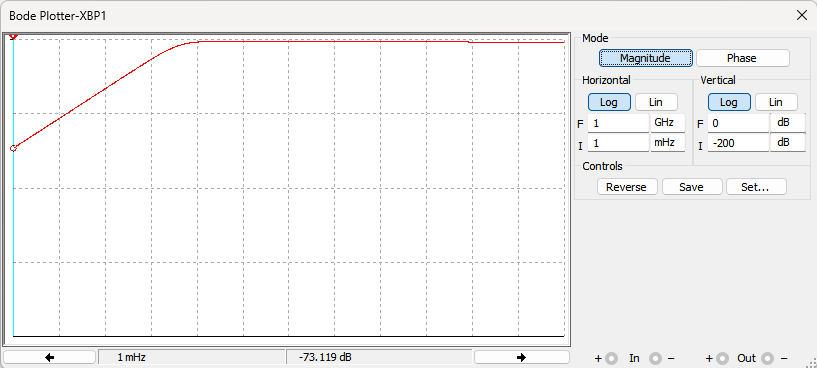 Bode Plotter-XBP1
Mode
Magnitude Phase
Horizontal Vertical
Log Lin Log Lin
F 1 GHz F 0 dB
I 1 mHz I -200 dB
Controls
Reverse Save Set...
1 mHz -73.119 dB
+ In − + Out −